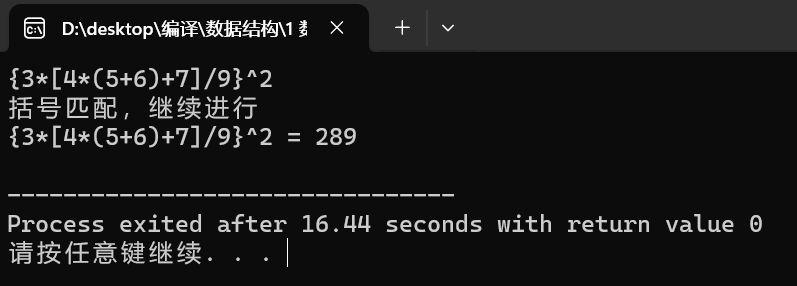 D:\desktop\编译\数据结构\1 数
{3*[4*(5+6)+7]/9}^2
括号匹配，继续进行
{3*[4*(5+6)+7]/9}^2 = 289
--------------------------------
Process exited after 16.44 seconds with return value 0
请按任意键继续. . .